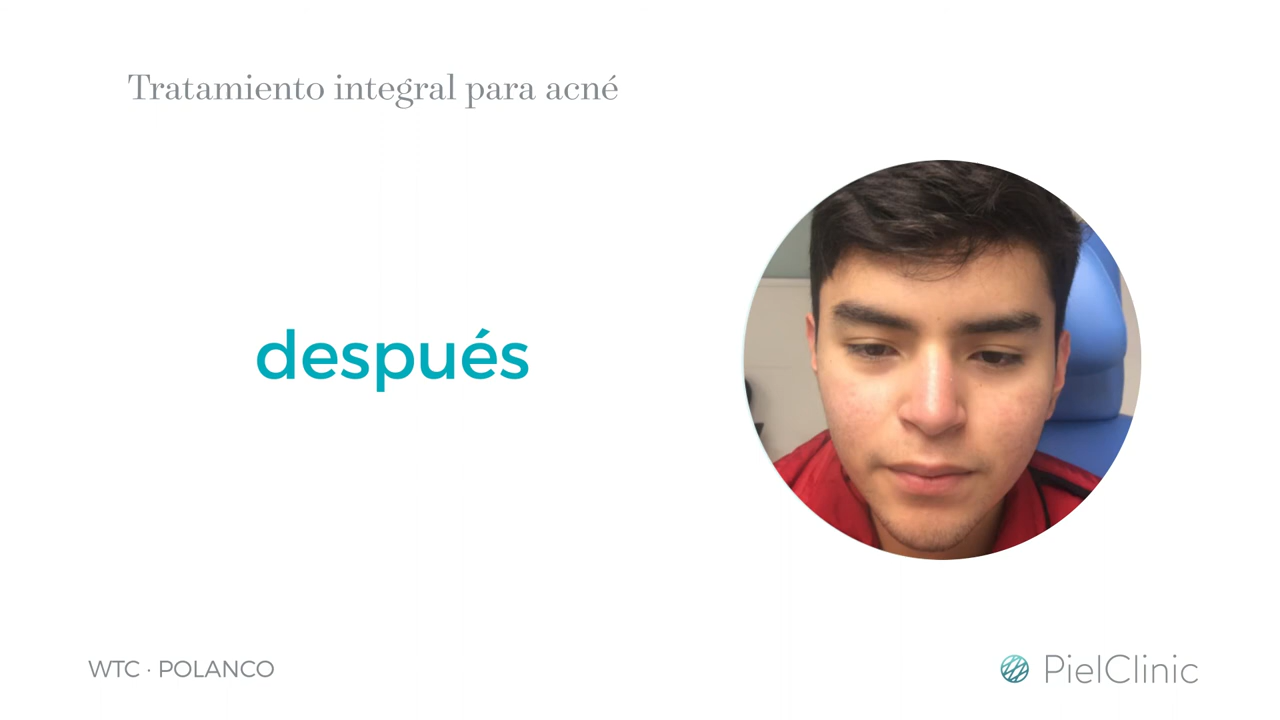 Tratamiento integral para acné
después
WTC · POLANCO
PielClinic